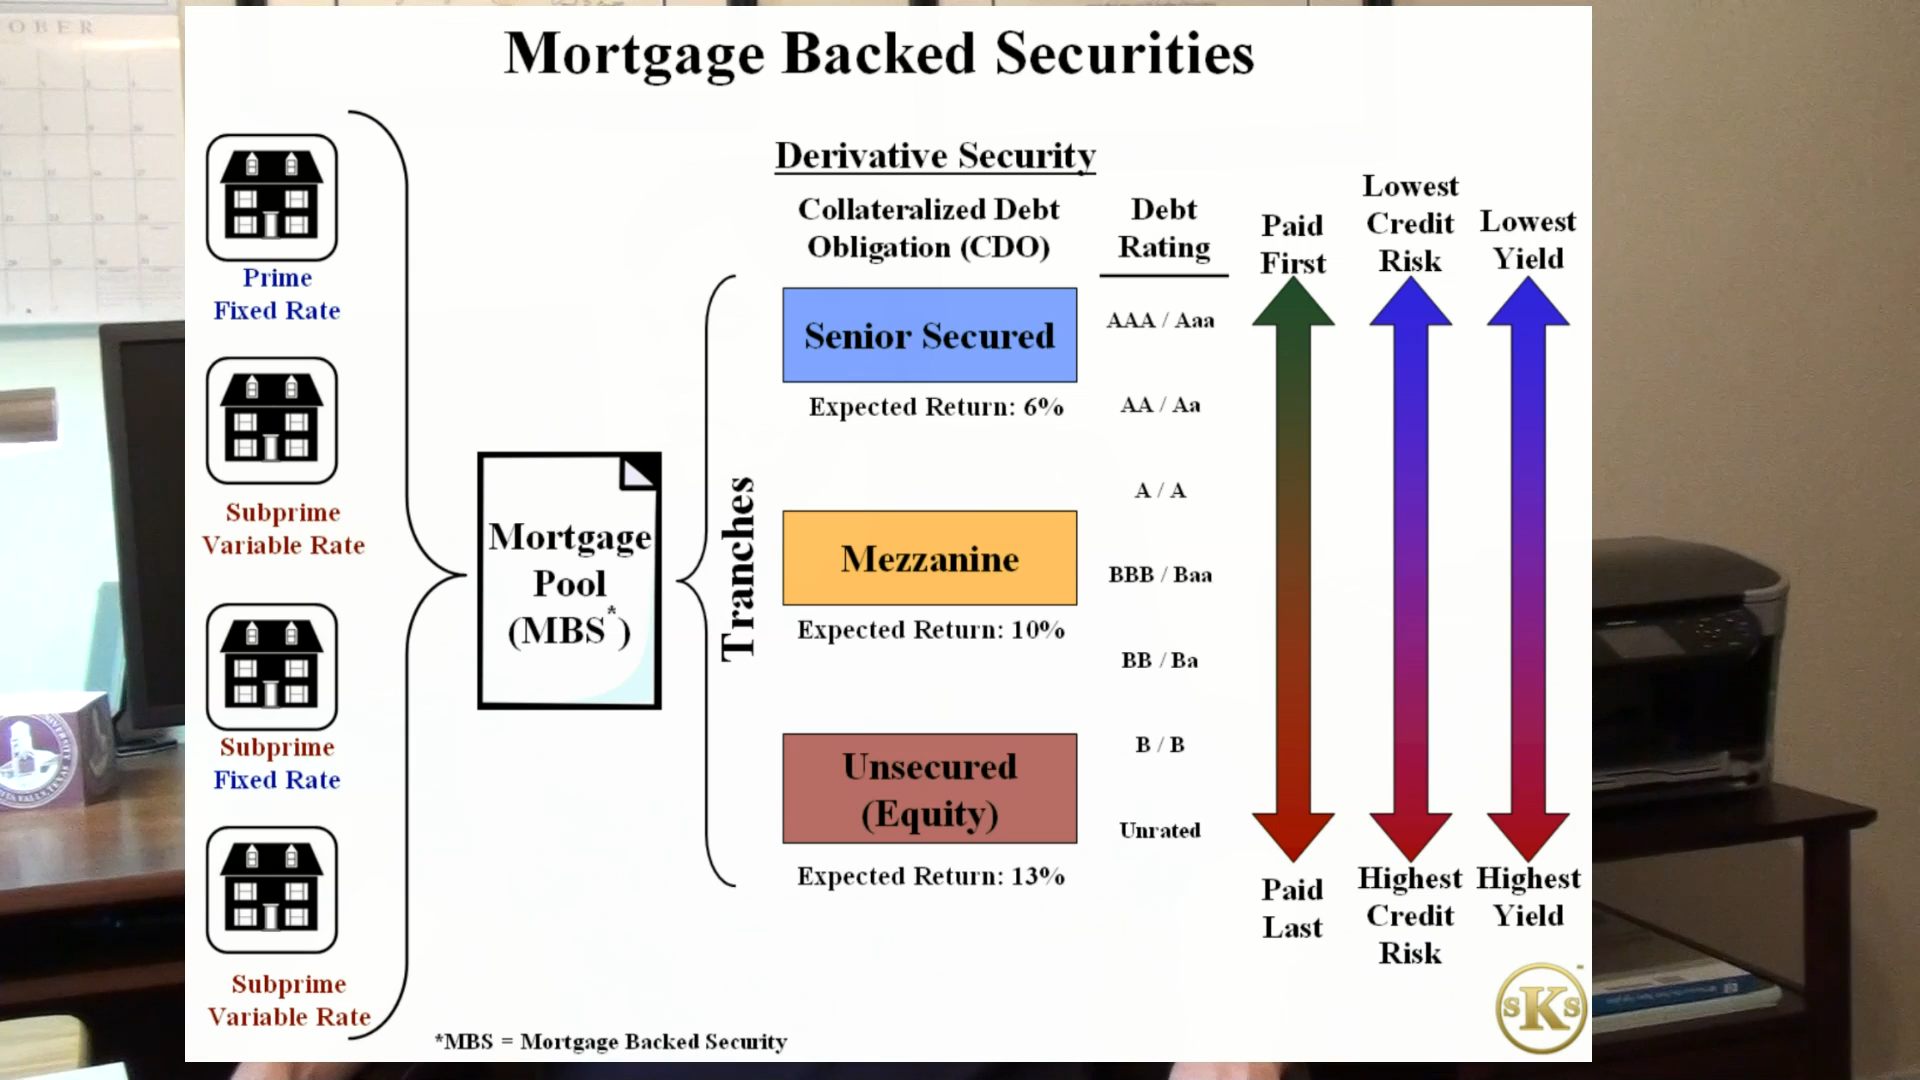 OBER
Mortgage Backed Securities
Prime
Fixed Rate
Subprime
Variable Rate
Subprime
Fixed Rate
Subprime
Variable Rate
Mortgage
Pool
(MBS*)
Tranches
Derivative Security
Collateralized Debt
Obligation (CDO)
Senior Secured
Expected Return: 6%
Mezzanine
Expected Return: 10%
Unsecured
(Equity)
Expected Return: 13%
Debt
Rating
AAA / Aaa
AA / Aa
A / A
BBB / Baa
BB / Ba
B / B
Unrated
Paid
First
Paid
Last
Lowest
Credit
Risk
Highest
Credit
Risk
Lowest
Yield
Highest
Yield
*MBS = Mortgage Backed Security
sKs